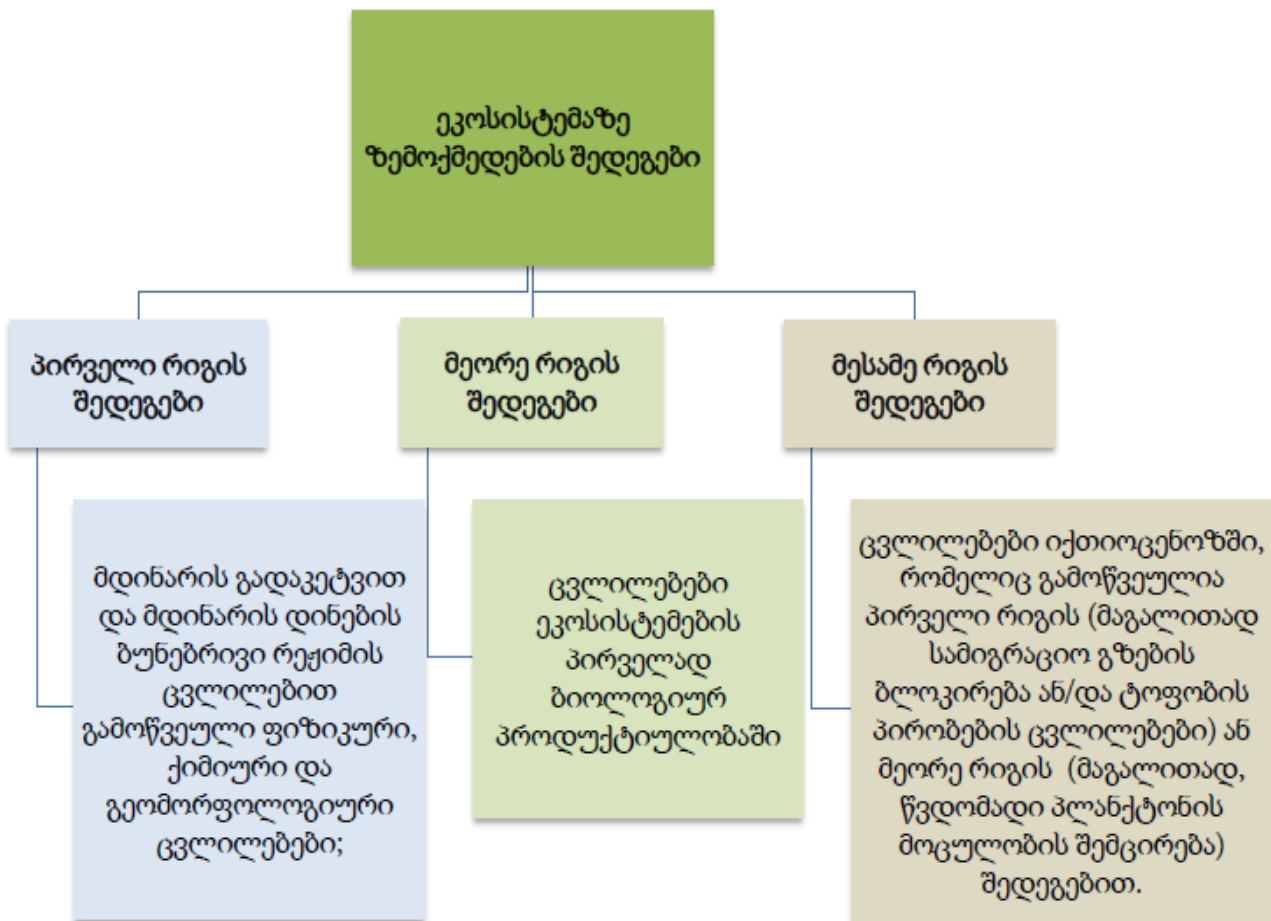 ეკოსისტემაზე
ზემოქმედების შედეგები
პირველი რიგის
შედეგები
მეორე რიგის
შედეგები
მესამე რიგის
შედეგები
მდინარის გადაკეტვით
და მდინარის დინების
ბუნებრივი რეჟიმის
ცვლილებით
გამოწვეული ფიზიკური,
ქიმიური და
გეომორფოლოგიური
ცვლილებები;
ცვლილებები
ეკოსისტემების
პირველად
ბიოლოგიურ
პროდუქტიულობაში
ცვლილებები იქთიოცენოზში,
რომელიც გამოწვეულია
პირველი რიგის (მაგალითად
სამიგრაციო გზების
ბლოკირება ან/და ტოფობის
პირობების ცვლილებები) ან
მეორე რიგის (მაგალითად,
წვდომადი პლანქტონის
მოცულობის შემცირება)
შედეგებით.